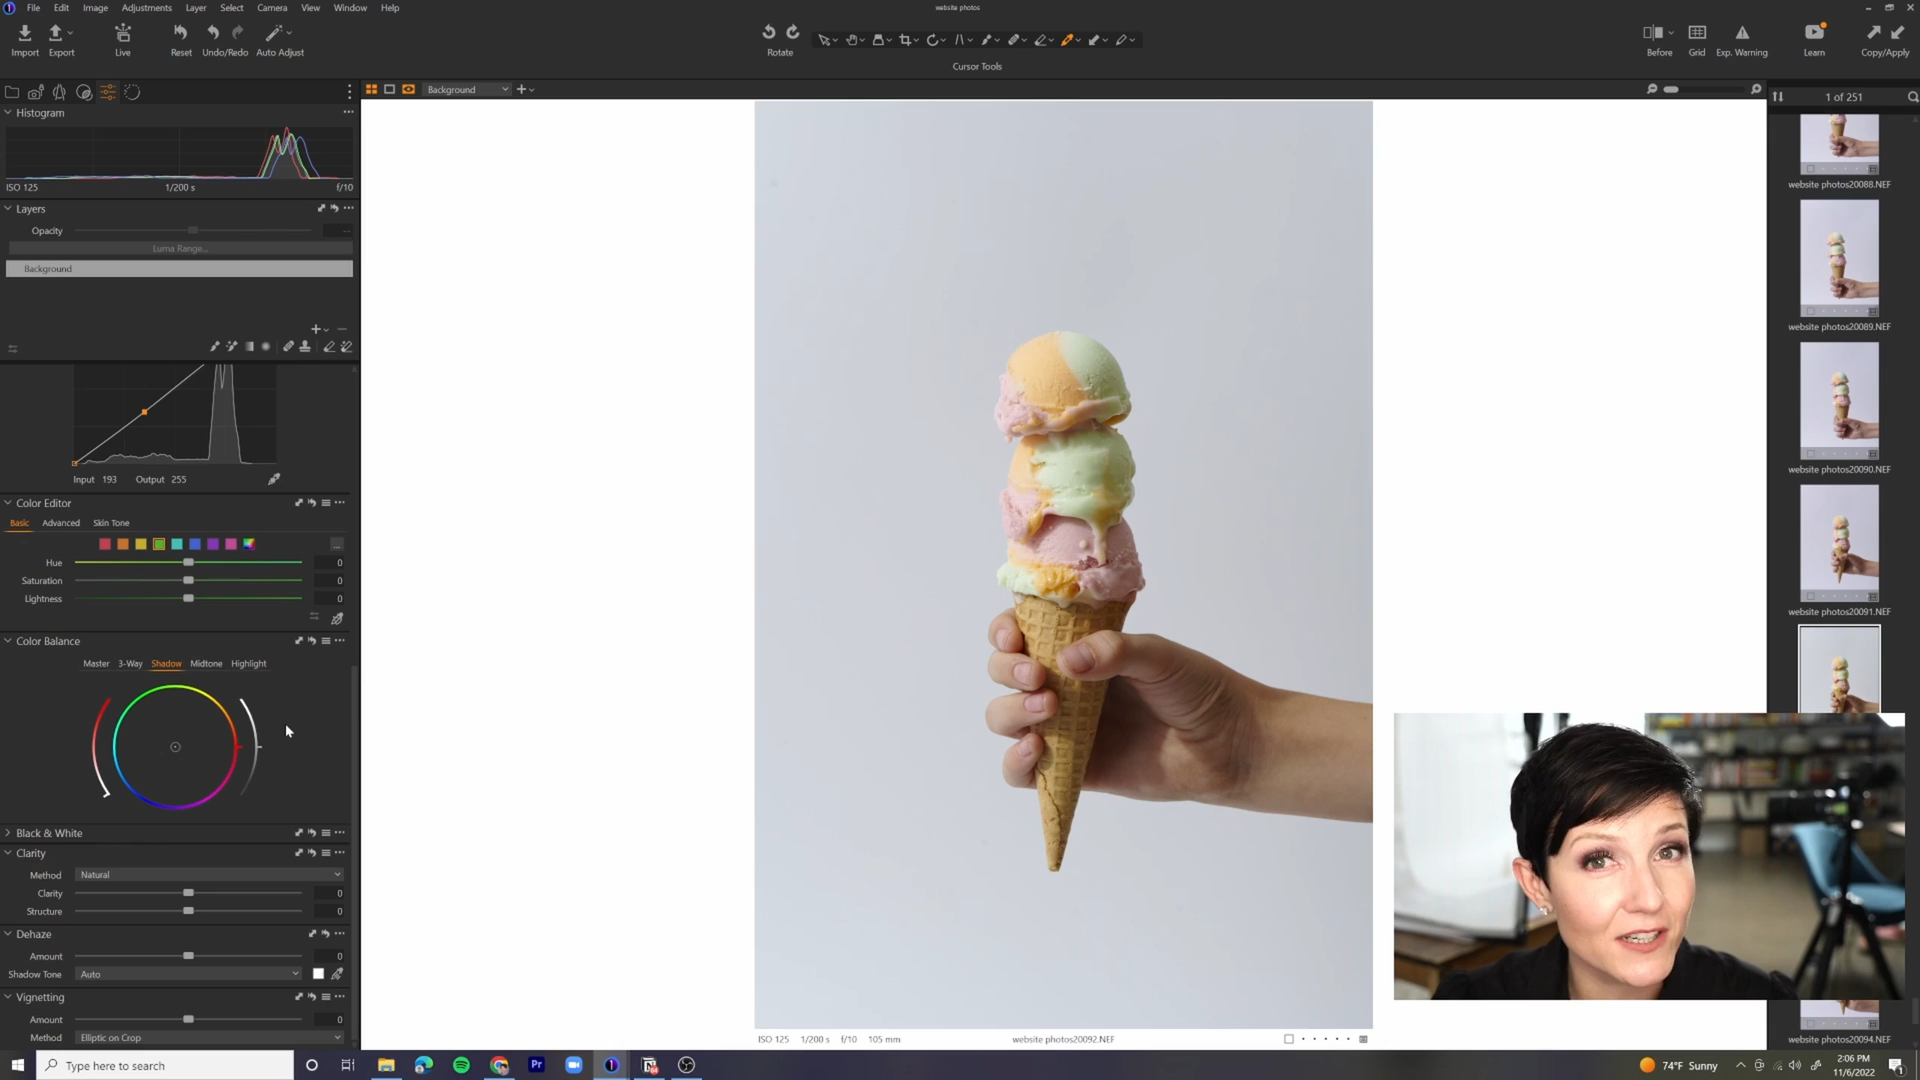 File Edit Image Adjustments Layer Select Camera View Window Help
website photos
Import Export Live Reset Undo/Redo Auto Adjust
Rotate
Cursor Tools
Before Grid Exp. Warning Learn Copy/Apply
Background
1 of 251
Histogram
ISO 125 1/200 s f/10
Layers
Opacity
Luma Range...
Background
Input 193 Output 255
Color Editor
Basic Advanced Skin Tone
Hue 0
Saturation 0
Lightness 0
Color Balance
Master 3-Way Shadow Midtone Highlight
Black & White
Clarity
Method Natural
Clarity 0
Structure 0
Dehaze
Amount 0
Shadow Tone Auto
Vignetting
Amount 0
Method Elliptic on Crop
website photos20088.NEF
website photos20089.NEF
website photos20090.NEF
website photos20091.NEF
website photos20094.NEF
ISO 125 1/200 s f/10 105 mm
website photos20092.NEF
Type here to search
Pr
74°F Sunny
2:06 PM
11/6/2022
1